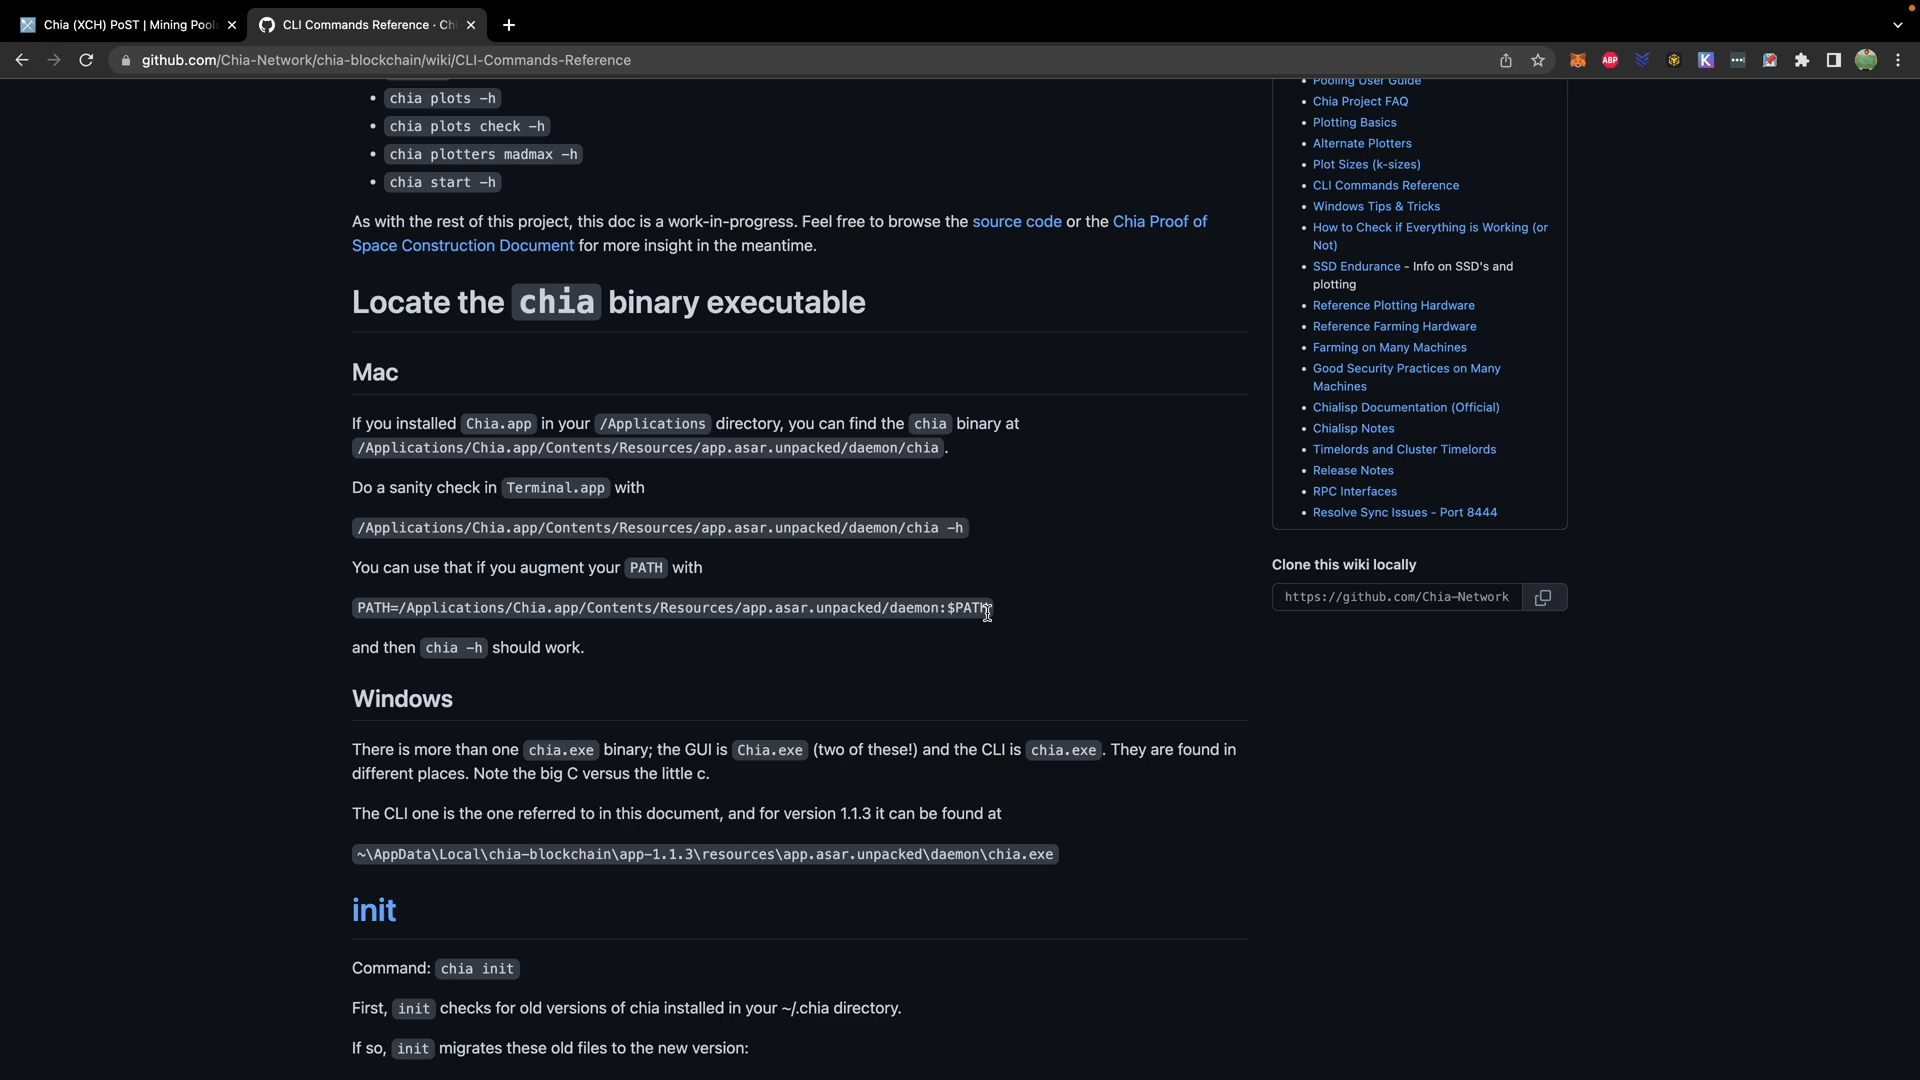 Chia (XCH) PoST | Mining Pools
CLI Commands Reference · Chi
github.com/Chia-Network/chia-blockchain/wiki/CLI-Commands-Reference
ABP
K
chia plots -h
chia plots check -h
chia plotters madmax -h
chia start -h
As with the rest of this project, this doc is a work-in-progress. Feel free to browse the source code or the Chia Proof of
Space Construction Document for more insight in the meantime.
Locate the chia binary executable
Mac
If you installed Chia.app in your /Applications directory, you can find the chia binary at
/Applications/Chia.app/Contents/Resources/app.asar.unpacked/daemon/chia .
Do a sanity check in Terminal.app with
/Applications/Chia.app/Contents/Resources/app.asar.unpacked/daemon/chia -h
You can use that if you augment your PATH with
PATH=/Applications/Chia.app/Contents/Resources/app.asar.unpacked/daemon:$PATH
and then chia -h should work.
Windows
There is more than one chia.exe binary; the GUI is Chia.exe (two of these!) and the CLI is chia.exe . They are found in
different places. Note the big C versus the little c.
The CLI one is the one referred to in this document, and for version 1.1.3 it can be found at
~\AppData\Local\chia-blockchain\app-1.1.3\resources\app.asar.unpacked\daemon\chia.exe
init
Command: chia init
First, init checks for old versions of chia installed in your ~/.chia directory.
If so, init migrates these old files to the new version:
Pooling User Guide
Chia Project FAQ
Plotting Basics
Alternate Plotters
Plot Sizes (k-sizes)
CLI Commands Reference
Windows Tips & Tricks
How to Check if Everything is Working (or
Not)
SSD Endurance - Info on SSD's and
plotting
Reference Plotting Hardware
Reference Farming Hardware
Farming on Many Machines
Good Security Practices on Many
Machines
Chialisp Documentation (Official)
Chialisp Notes
Timelords and Cluster Timelords
Release Notes
RPC Interfaces
Resolve Sync Issues - Port 8444
Clone this wiki locally
https://github.com/Chia-Network